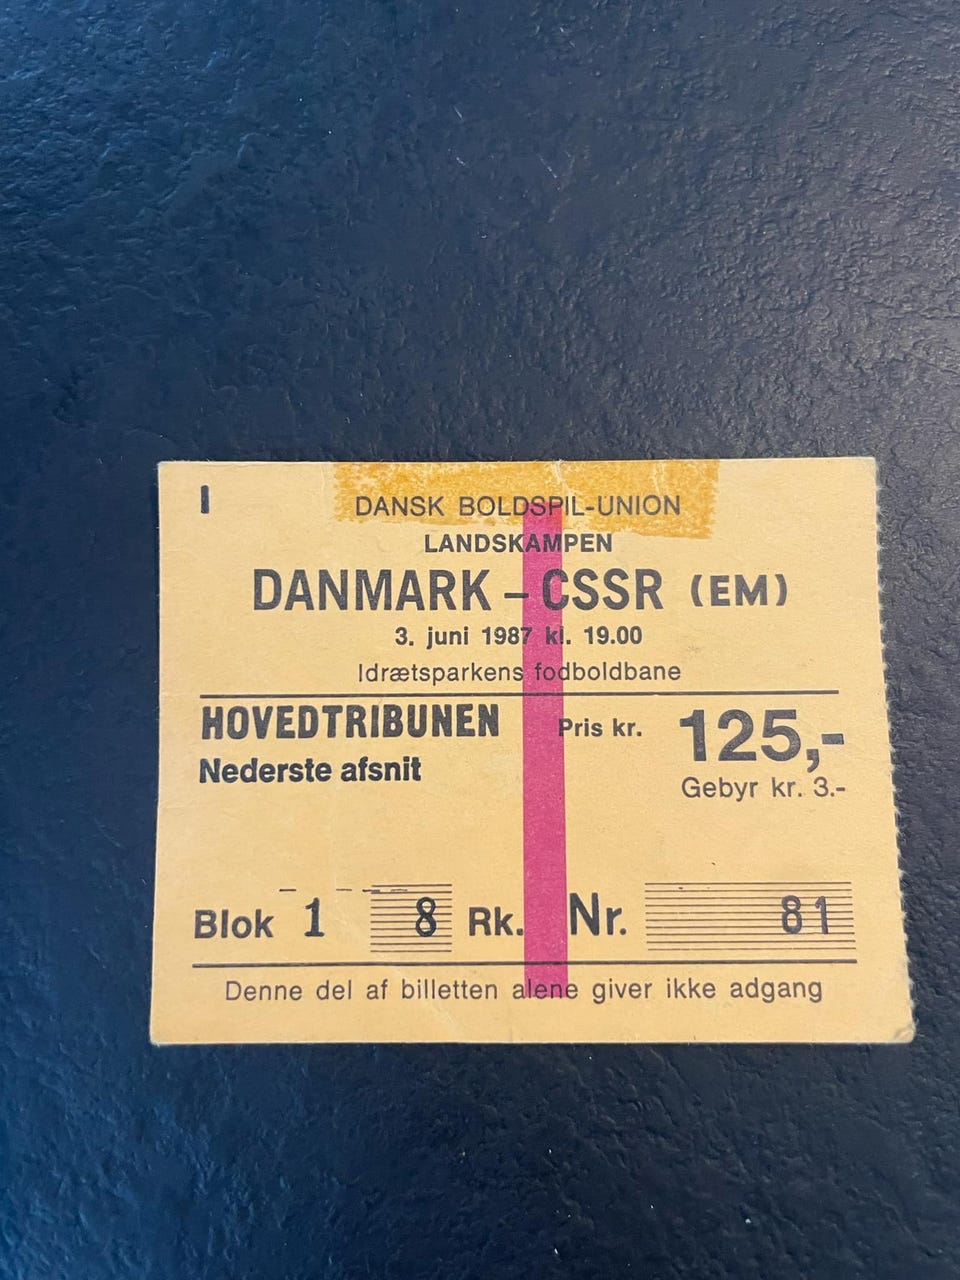 I
DANSK BOLDSPIL-UNION
LANDSKAMPEN
DANMARK – CSSR (EM)
3. juni 1987 kl. 19.00
Idrætsparkens fodboldbane
HOVEDTRIBUNEN Pris kr. 125,-
Nederste afsnit Gebyr kr. 3.-
Blok 1 8 Rk. Nr. 81
Denne del af billetten alene giver ikke adgang